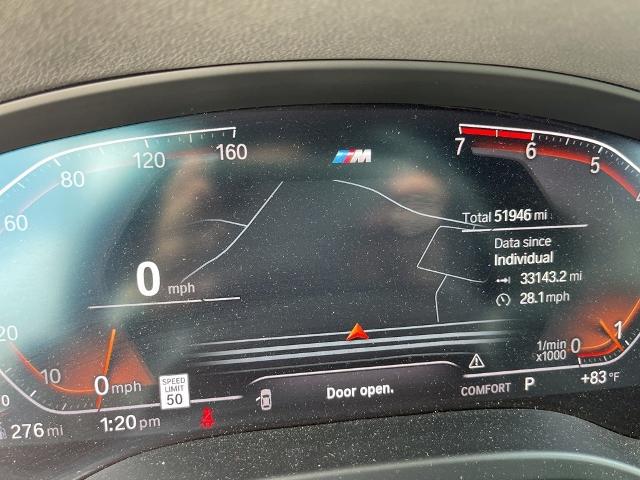 120
160
80
60
20
10
0 mph
0 mph
M
7
6
5
Total 51946 mi
Data since
Individual
33143.2 mi
28.1 mph
1/min
x1000
0
1
SPEED
LIMIT
50
Door open.
COMFORT P
+83 °F
276 mi
1:20 pm